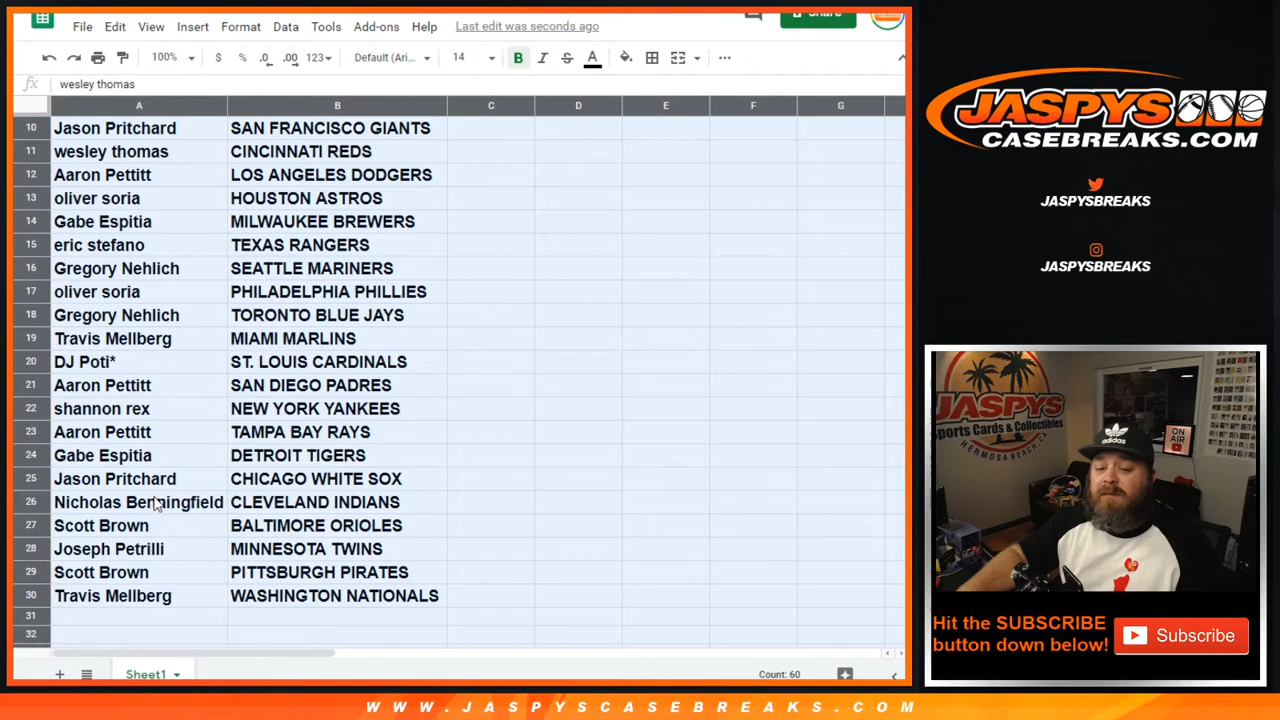 File Edit View Insert Format Data Tools Add-ons Help Last edit was seconds ago Share
100% $ % .0 .00 123 Default (Ari... 14 B I S A
fx wesley thomas
A B C D E F G
10 Jason Pritchard SAN FRANCISCO GIANTS
11 wesley thomas CINCINNATI REDS
12 Aaron Pettitt LOS ANGELES DODGERS
13 oliver soria HOUSTON ASTROS
14 Gabe Espitia MILWAUKEE BREWERS
15 eric stefano TEXAS RANGERS
16 Gregory Nehlich SEATTLE MARINERS
17 oliver soria PHILADELPHIA PHILLIES
18 Gregory Nehlich TORONTO BLUE JAYS
19 Travis Mellberg MIAMI MARLINS
20 DJ Poti* ST. LOUIS CARDINALS
21 Aaron Pettitt SAN DIEGO PADRES
22 shannon rex NEW YORK YANKEES
23 Aaron Pettitt TAMPA BAY RAYS
24 Gabe Espitia DETROIT TIGERS
25 Jason Pritchard CHICAGO WHITE SOX
26 Nicholas Benningfield CLEVELAND INDIANS
27 Scott Brown BALTIMORE ORIOLES
28 Joseph Petrilli MINNESOTA TWINS
29 Scott Brown PITTSBURGH PIRATES
30 Travis Mellberg WASHINGTON NATIONALS
31
32
Sheet1 Count: 60
JASPYS
CASEBREAKS.COM
JASPYSBREAKS
JASPYSBREAKS
JASPYS
Sports Cards & Collectibles
HERMOSA BEACH, CA
ON
AIR
adidas
Hit the SUBSCRIBE
button down below!
Subscribe
WWW.JASPYSCASEBREAKS.COM